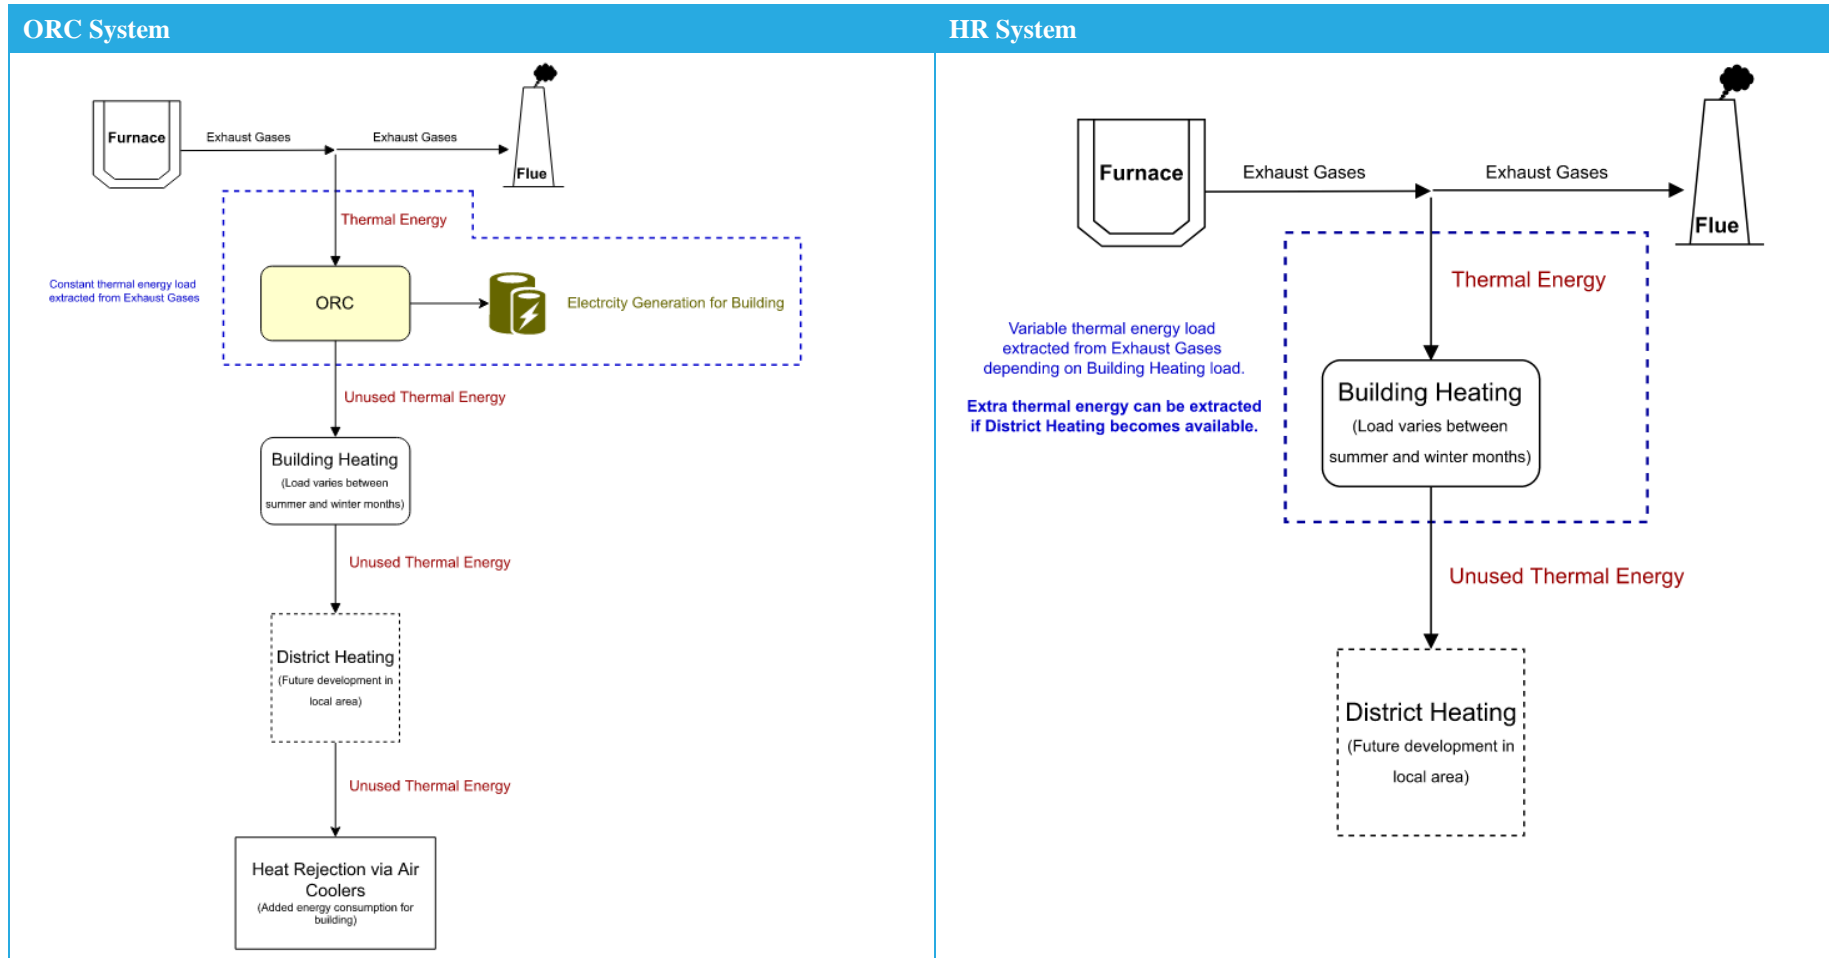 ORC System
Furnace
Exhaust Gases
Exhaust Gases
Flue
Thermal Energy
Constant thermal energy load
extracted from Exhaust Gases
ORC
Electrcity Generation for Building
Unused Thermal Energy
Building Heating
(Load varies between
summer and winter months)
Unused Thermal Energy
District Heating
(Future development in
local area)
Unused Thermal Energy
Heat Rejection via Air
Coolers
(Added energy consumption for
building)
HR System
Furnace
Exhaust Gases
Exhaust Gases
Flue
Thermal Energy
Variable thermal energy load
extracted from Exhaust Gases
depending on Building Heating load.
Extra thermal energy can be extracted
if District Heating becomes available.
Building Heating
(Load varies between
summer and winter months)
Unused Thermal Energy
District Heating
(Future development in
local area)